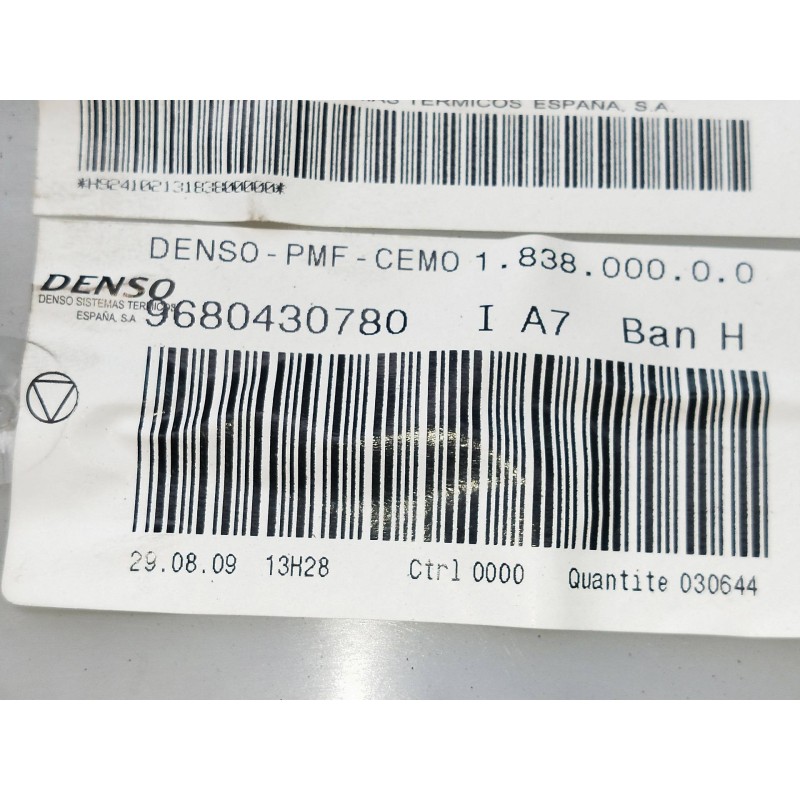 TERMICOS ESPAÑA, S.A.
*H92410213183800000*
DENSO-PMF-CEMO 1.838.000.0.0
DENSO
DENSO SISTEMAS TERMICOS
ESPAÑA, S.A
9680430780 I A7 Ban H
29.08.09 13H28 Ctrl 0000 Quantite 030644